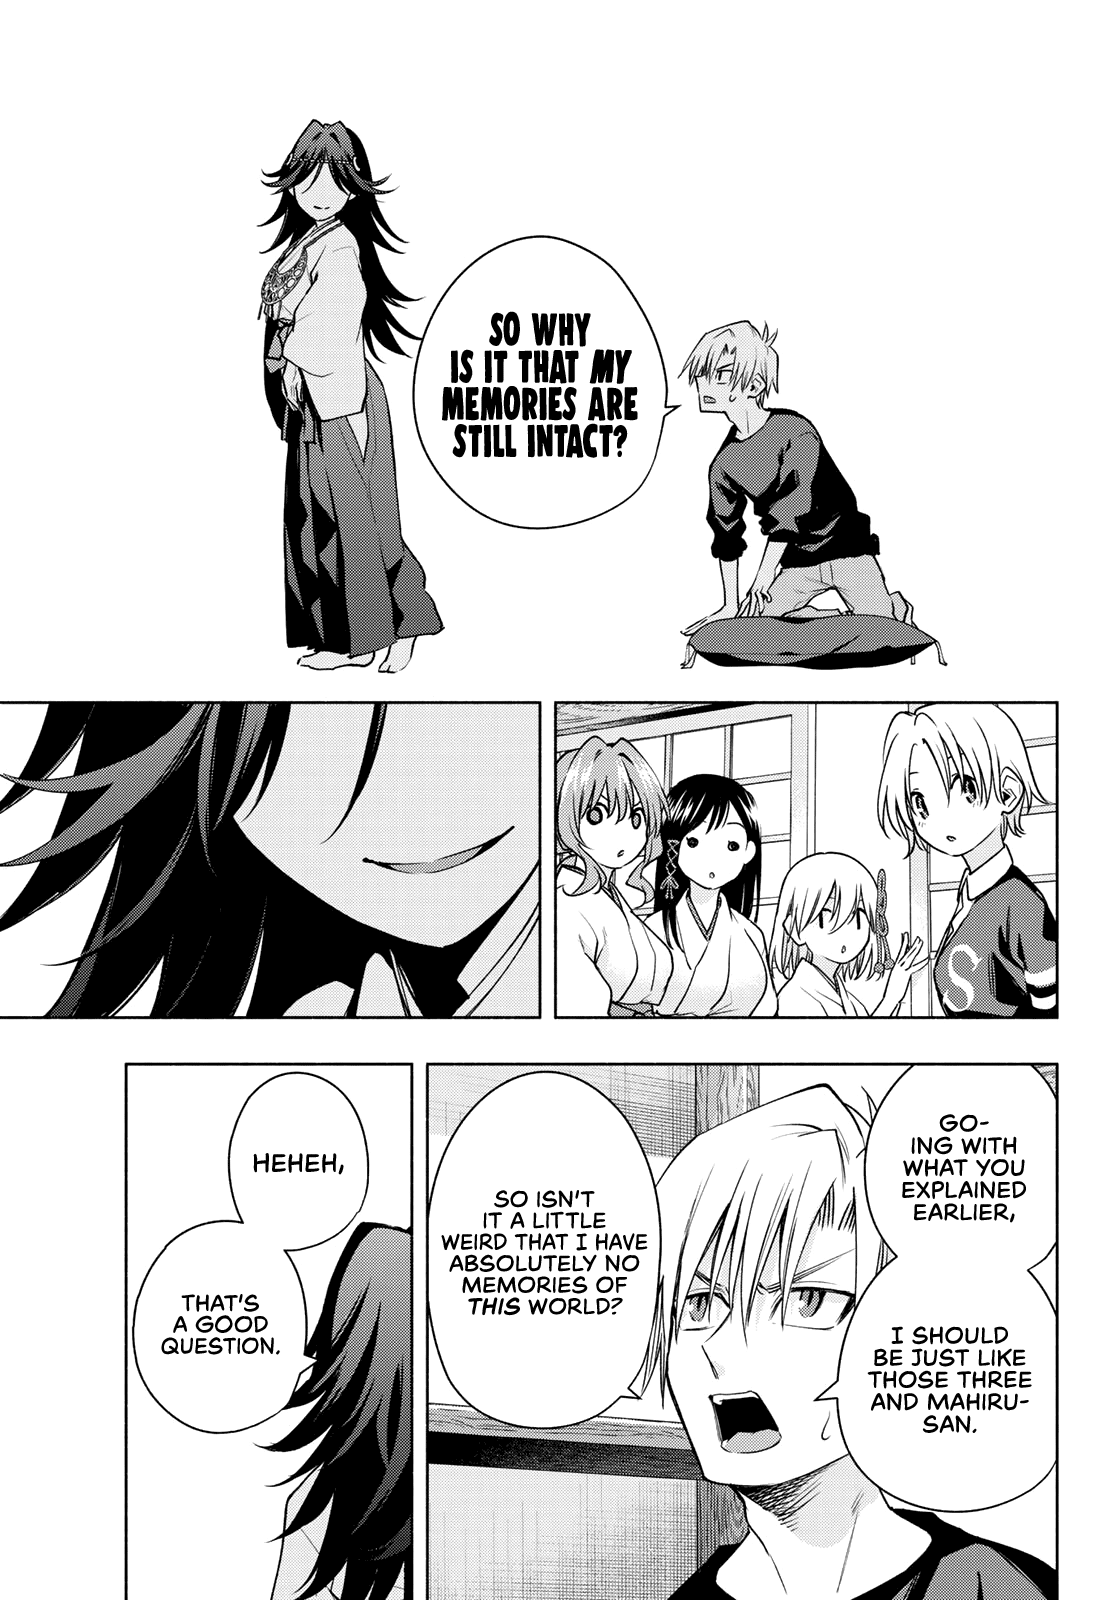 SO WHY
IS IT THAT MY
MEMORIES ARE
STILL INTACT?
S
GO-
ING WITH
WHAT YOU
EXPLAINED
EARLIER,
I SHOULD
BE JUST LIKE
THOSE THREE
AND MAHIRU-
SAN.
SO ISN'T
IT A LITTLE
WEIRD THAT I HAVE
ABSOLUTELY NO
MEMORIES OF
THIS WORLD?
HEHEH,
THAT'S
A GOOD
QUESTION.